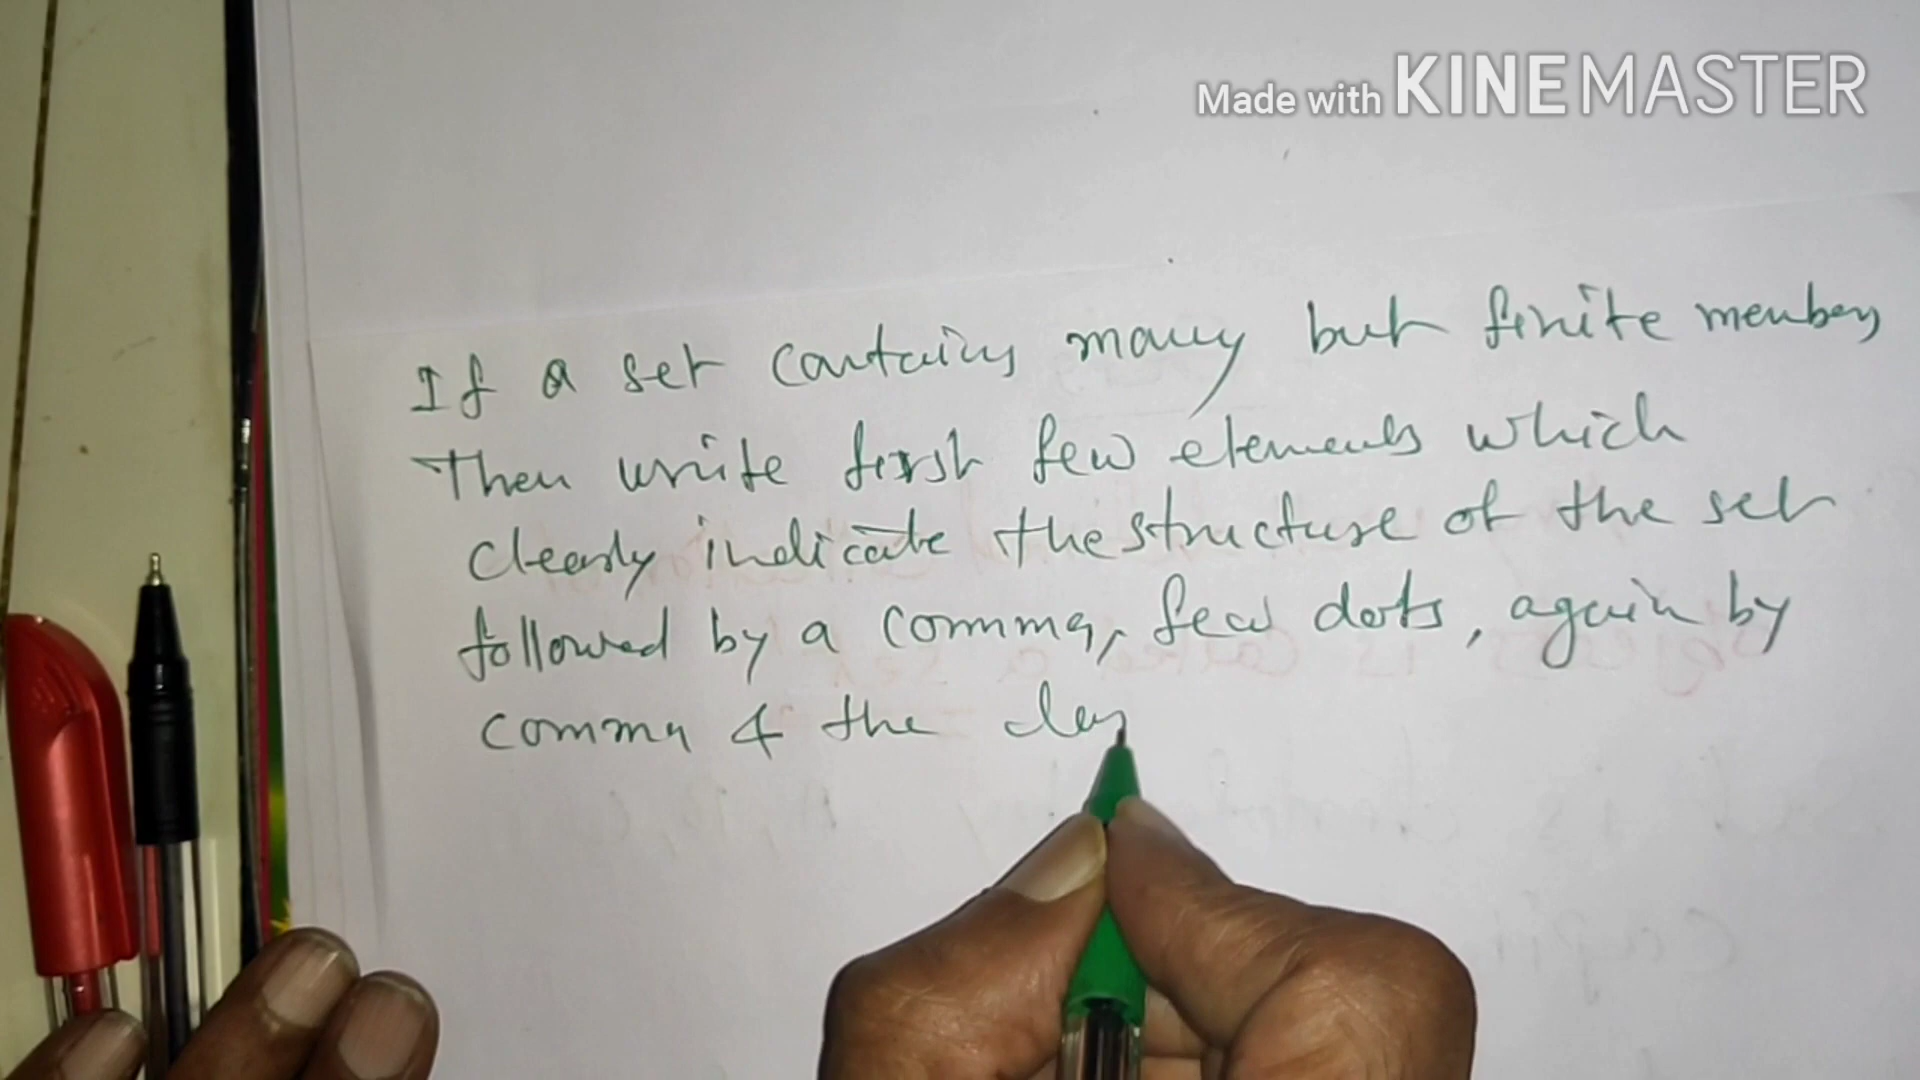 Made with KINEMASTER
If a set contains many but finite members
Then write first few elements which
clearly indicate the structure of the set
followed by a comma, few dots, again by
comma & the